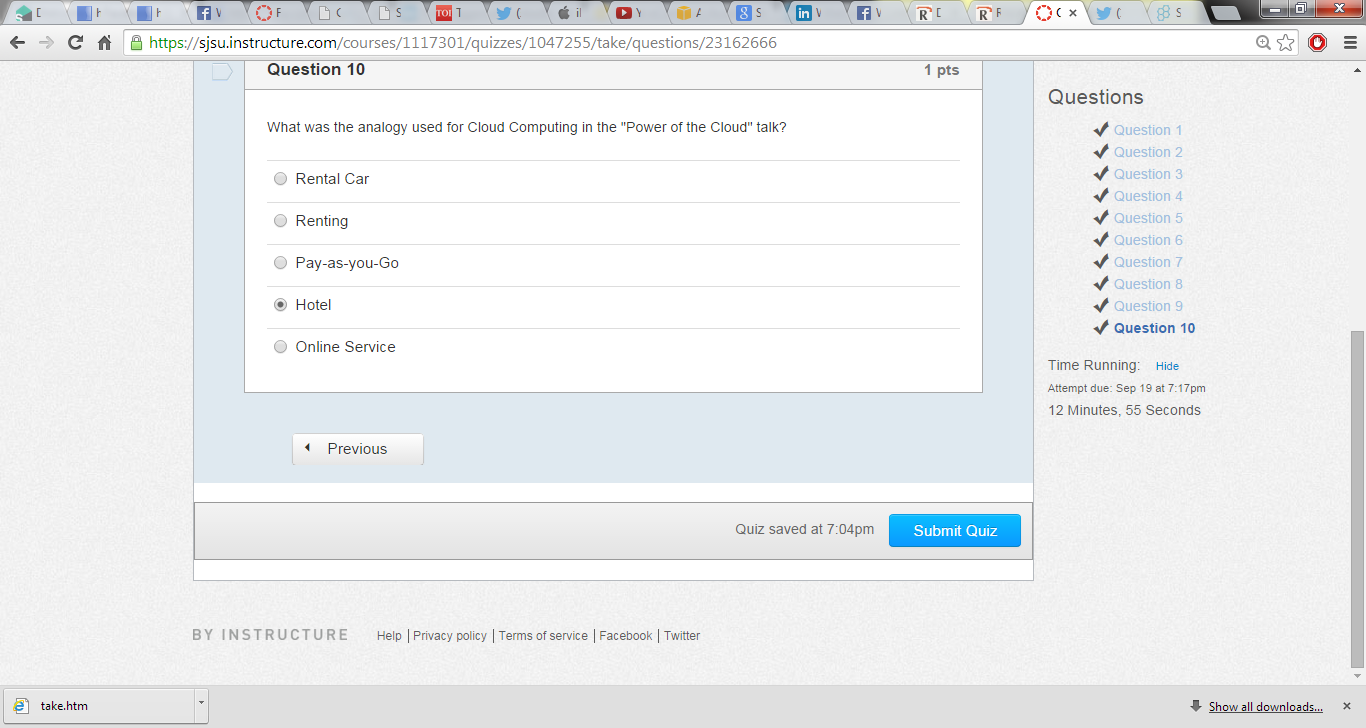 https://sjsu.instructure.com/courses/1117301/quizzes/1047255/take/questions/23162666
Question 10
1 pts
What was the analogy used for Cloud Computing in the "Power of the Cloud" talk?
Rental Car
Renting
Pay-as-you-Go
Hotel
Online Service
Previous
Quiz saved at 7:04pm
Submit Quiz
Questions
Question 1
Question 2
Question 3
Question 4
Question 5
Question 6
Question 7
Question 8
Question 9
Question 10
Time Running: Hide
Attempt due: Sep 19 at 7:17pm
12 Minutes, 55 Seconds
BY INSTRUCTURE
Help | Privacy policy | Terms of service | Facebook | Twitter
take.htm
Show all downloads...